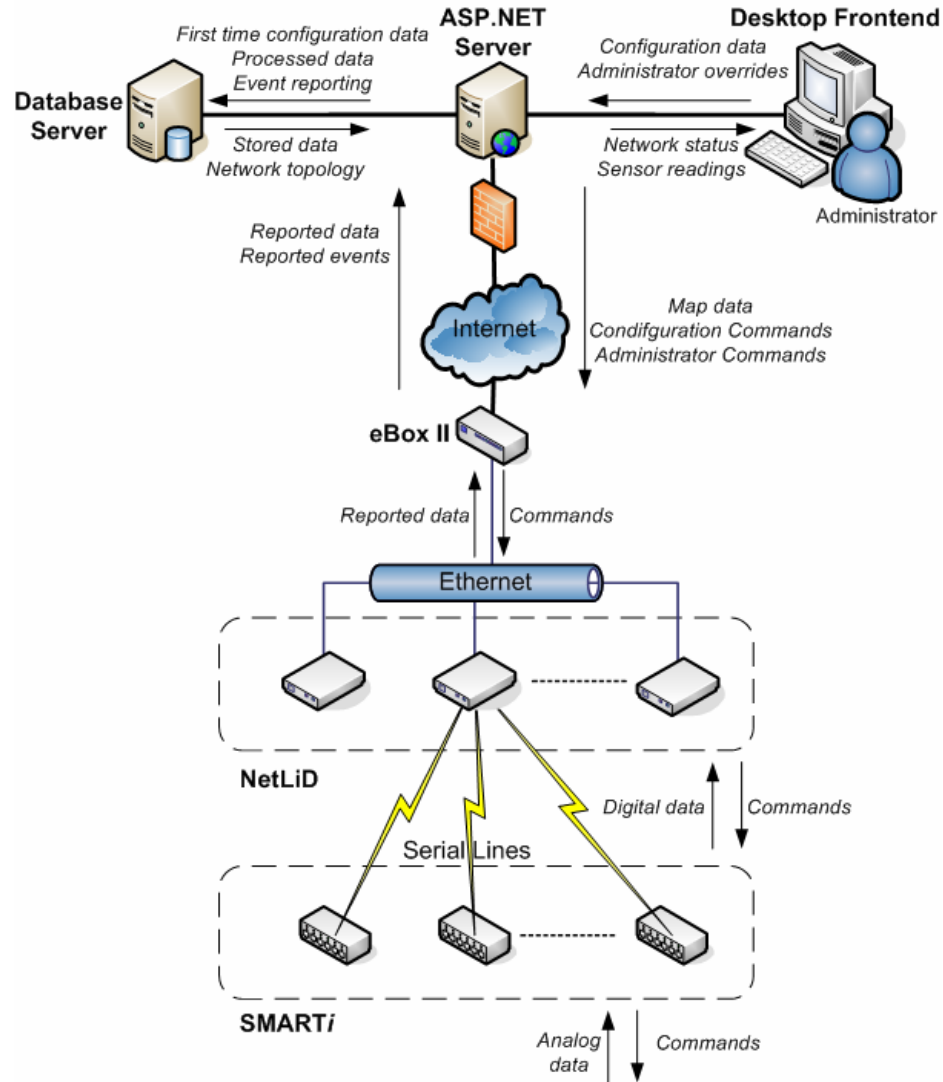 ASP.NET
Server
Desktop Frontend
First time configuration data
Processed data
Event reporting
Configuration data
Administrator overrides
Database
Server
Stored data
Network topology
Network status
Sensor readings
Administrator
Reported data
Reported events
Internet
Map data
Condifguration Commands
Administrator Commands
eBox II
Reported data
Commands
Ethernet
NetLiD
Digital data
Commands
Serial Lines
SMARTi
Analog
data
Commands